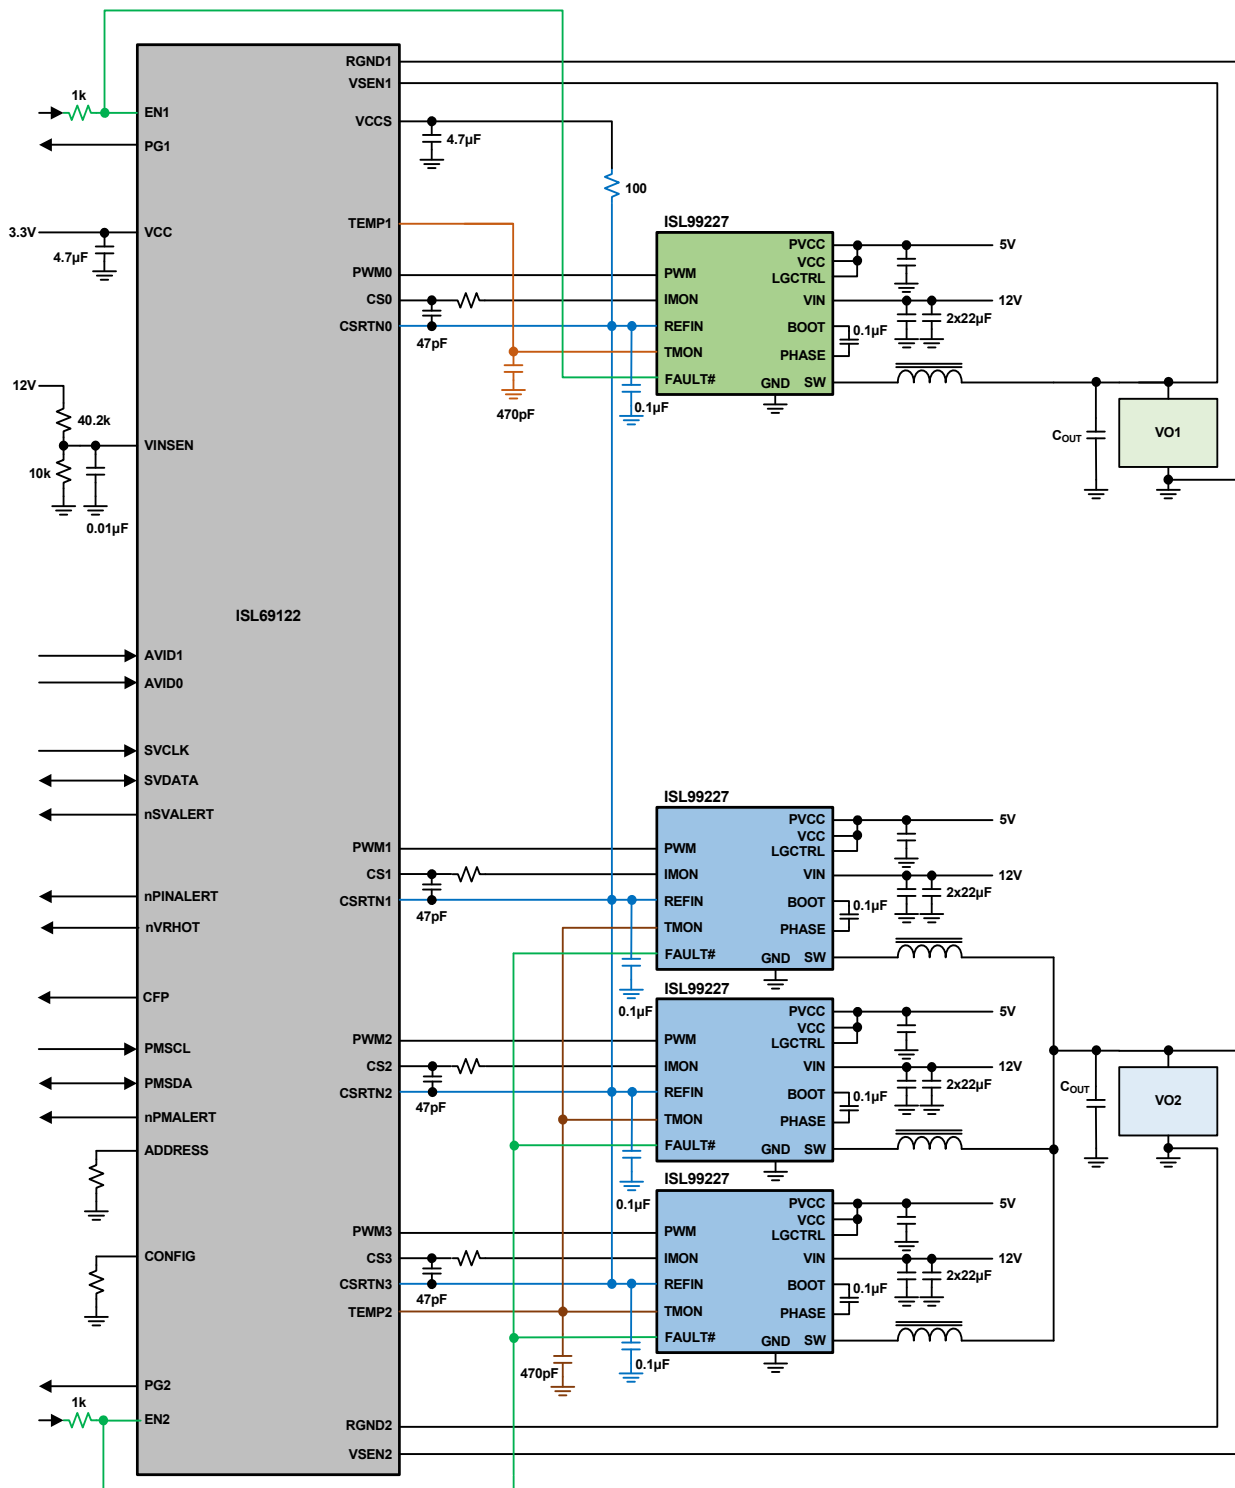 RGND1
VSEN1
1k
EN1
VCCS
4.7µF
PG1
100
TEMP1
ISL99227
3.3V
VCC
4.7µF
PVCC
5V
VCC
LGCTRL
PWM0
PWM
CS0
IMON
VIN
12V
47pF
2x22µF
CSRTN0
REFIN
BOOT
0.1µF
TMON
PHASE
FAULT#
GND
SW
470pF
0.1µF
12V
40.2k
VINSEN
10k
0.01µF
C_OUT
VO1
ISL69122
AVID1
AVID0
SVCLK
SVDATA
nSVALERT
ISL99227
PVCC
5V
VCC
LGCTRL
PWM1
PWM
CS1
IMON
VIN
12V
47pF
2x22µF
nPINALERT
CSRTN1
REFIN
BOOT
0.1µF
nVRHOT
TMON
PHASE
FAULT#
GND
SW
0.1µF
CFP
ISL99227
PVCC
5V
VCC
LGCTRL
PMSCL
PWM2
PWM
CS2
IMON
VIN
12V
PMSDA
47pF
2x22µF
CSRTN2
REFIN
BOOT
0.1µF
nPMALERT
TMON
PHASE
C_OUT
VO2
ADDRESS
FAULT#
GND
SW
0.1µF
ISL99227
PVCC
5V
VCC
LGCTRL
PWM3
PWM
CONFIG
CS3
IMON
VIN
12V
47pF
2x22µF
CSRTN3
REFIN
BOOT
0.1µF
TEMP2
TMON
PHASE
FAULT#
GND
SW
470pF
0.1µF
PG2
1k
EN2
RGND2
VSEN2